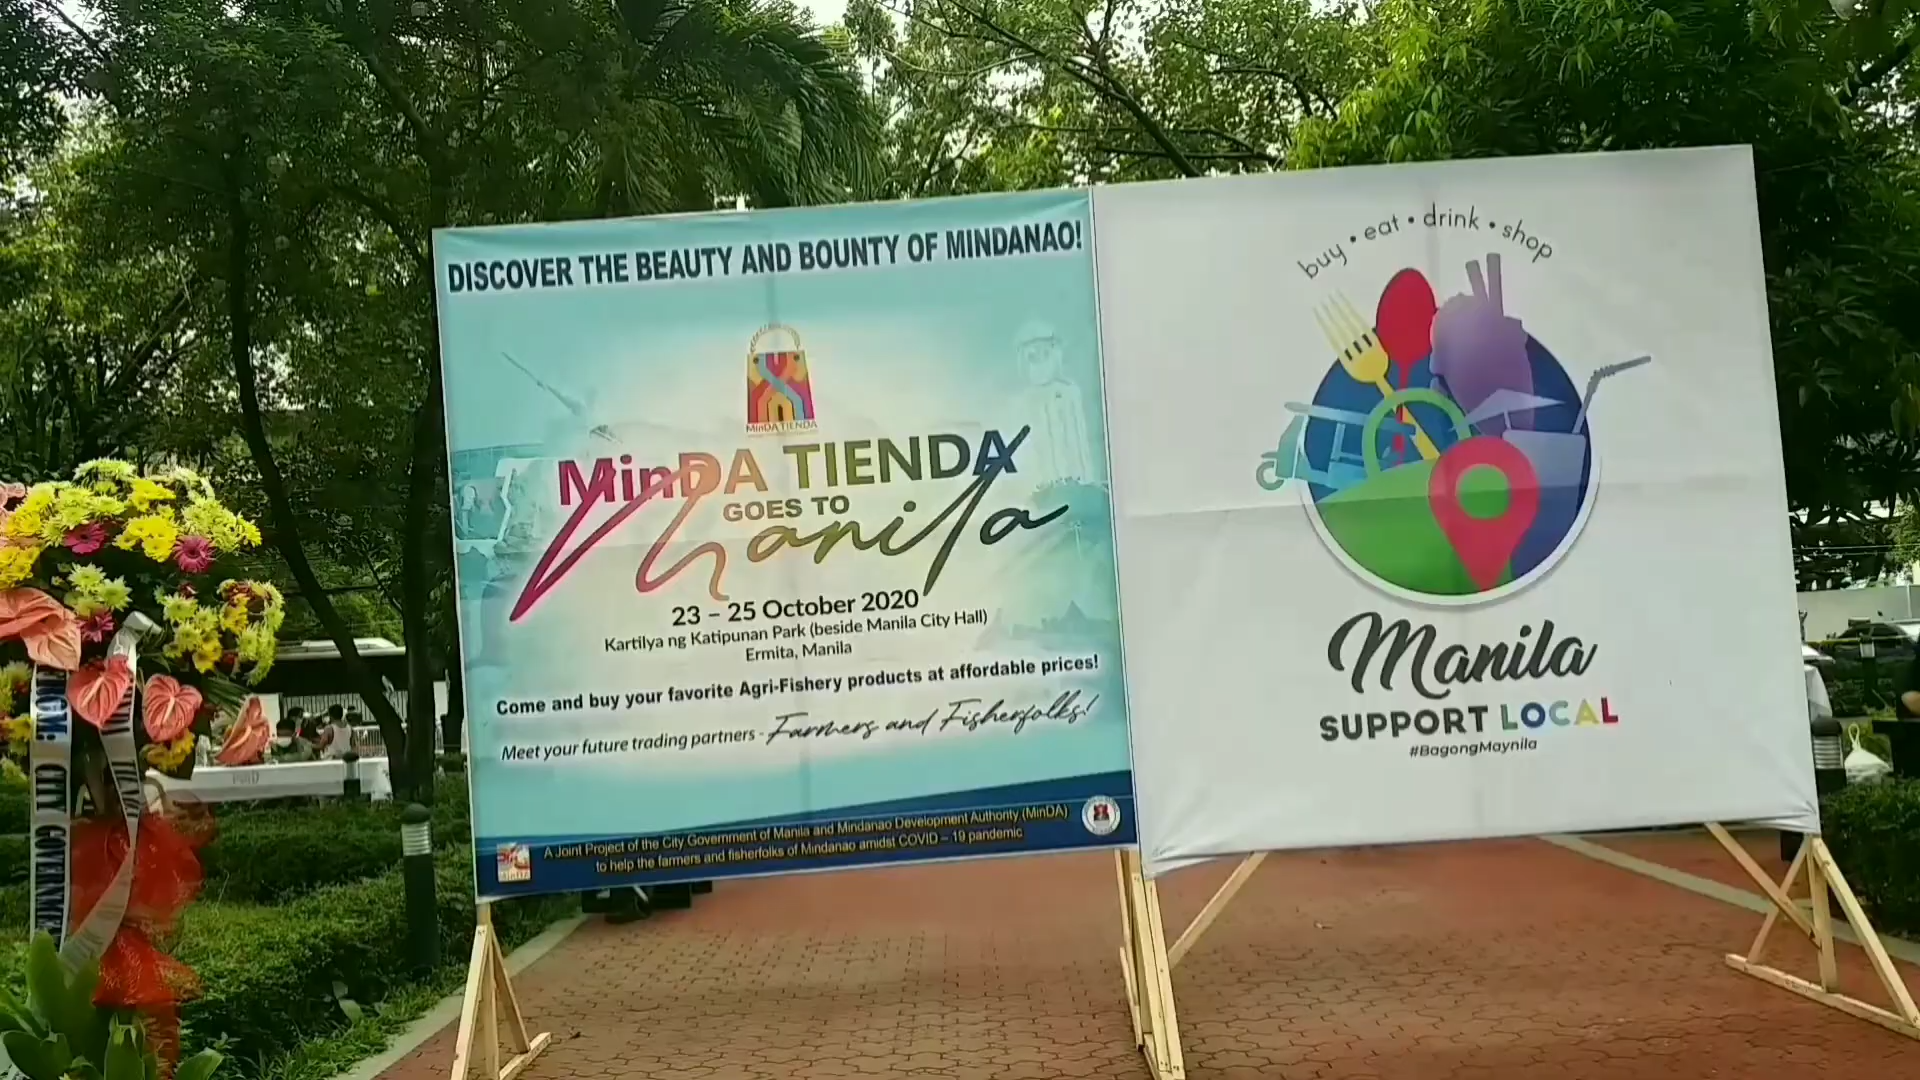 DISCOVER THE BEAUTY AND BOUNTY OF MINDANAO!
MinDA TIENDA
MinDA TIENDA
GOES TO
Manila
23 – 25 October 2020
Kartilya ng Katipunan Park (beside Manila City Hall)
Ermita, Manila
Come and buy your favorite Agri-Fishery products at affordable prices!
Meet your future trading partners - Farmers and Fisherfolks!
A Joint Project of the City Government of Manila and Mindanao Development Authority (MinDA)
to help the farmers and fisherfolks of Mindanao amidst COVID – 19 pandemic
MinDA
buy • eat • drink • shop
Manila
SUPPORT LOCAL
#BagongMaynila